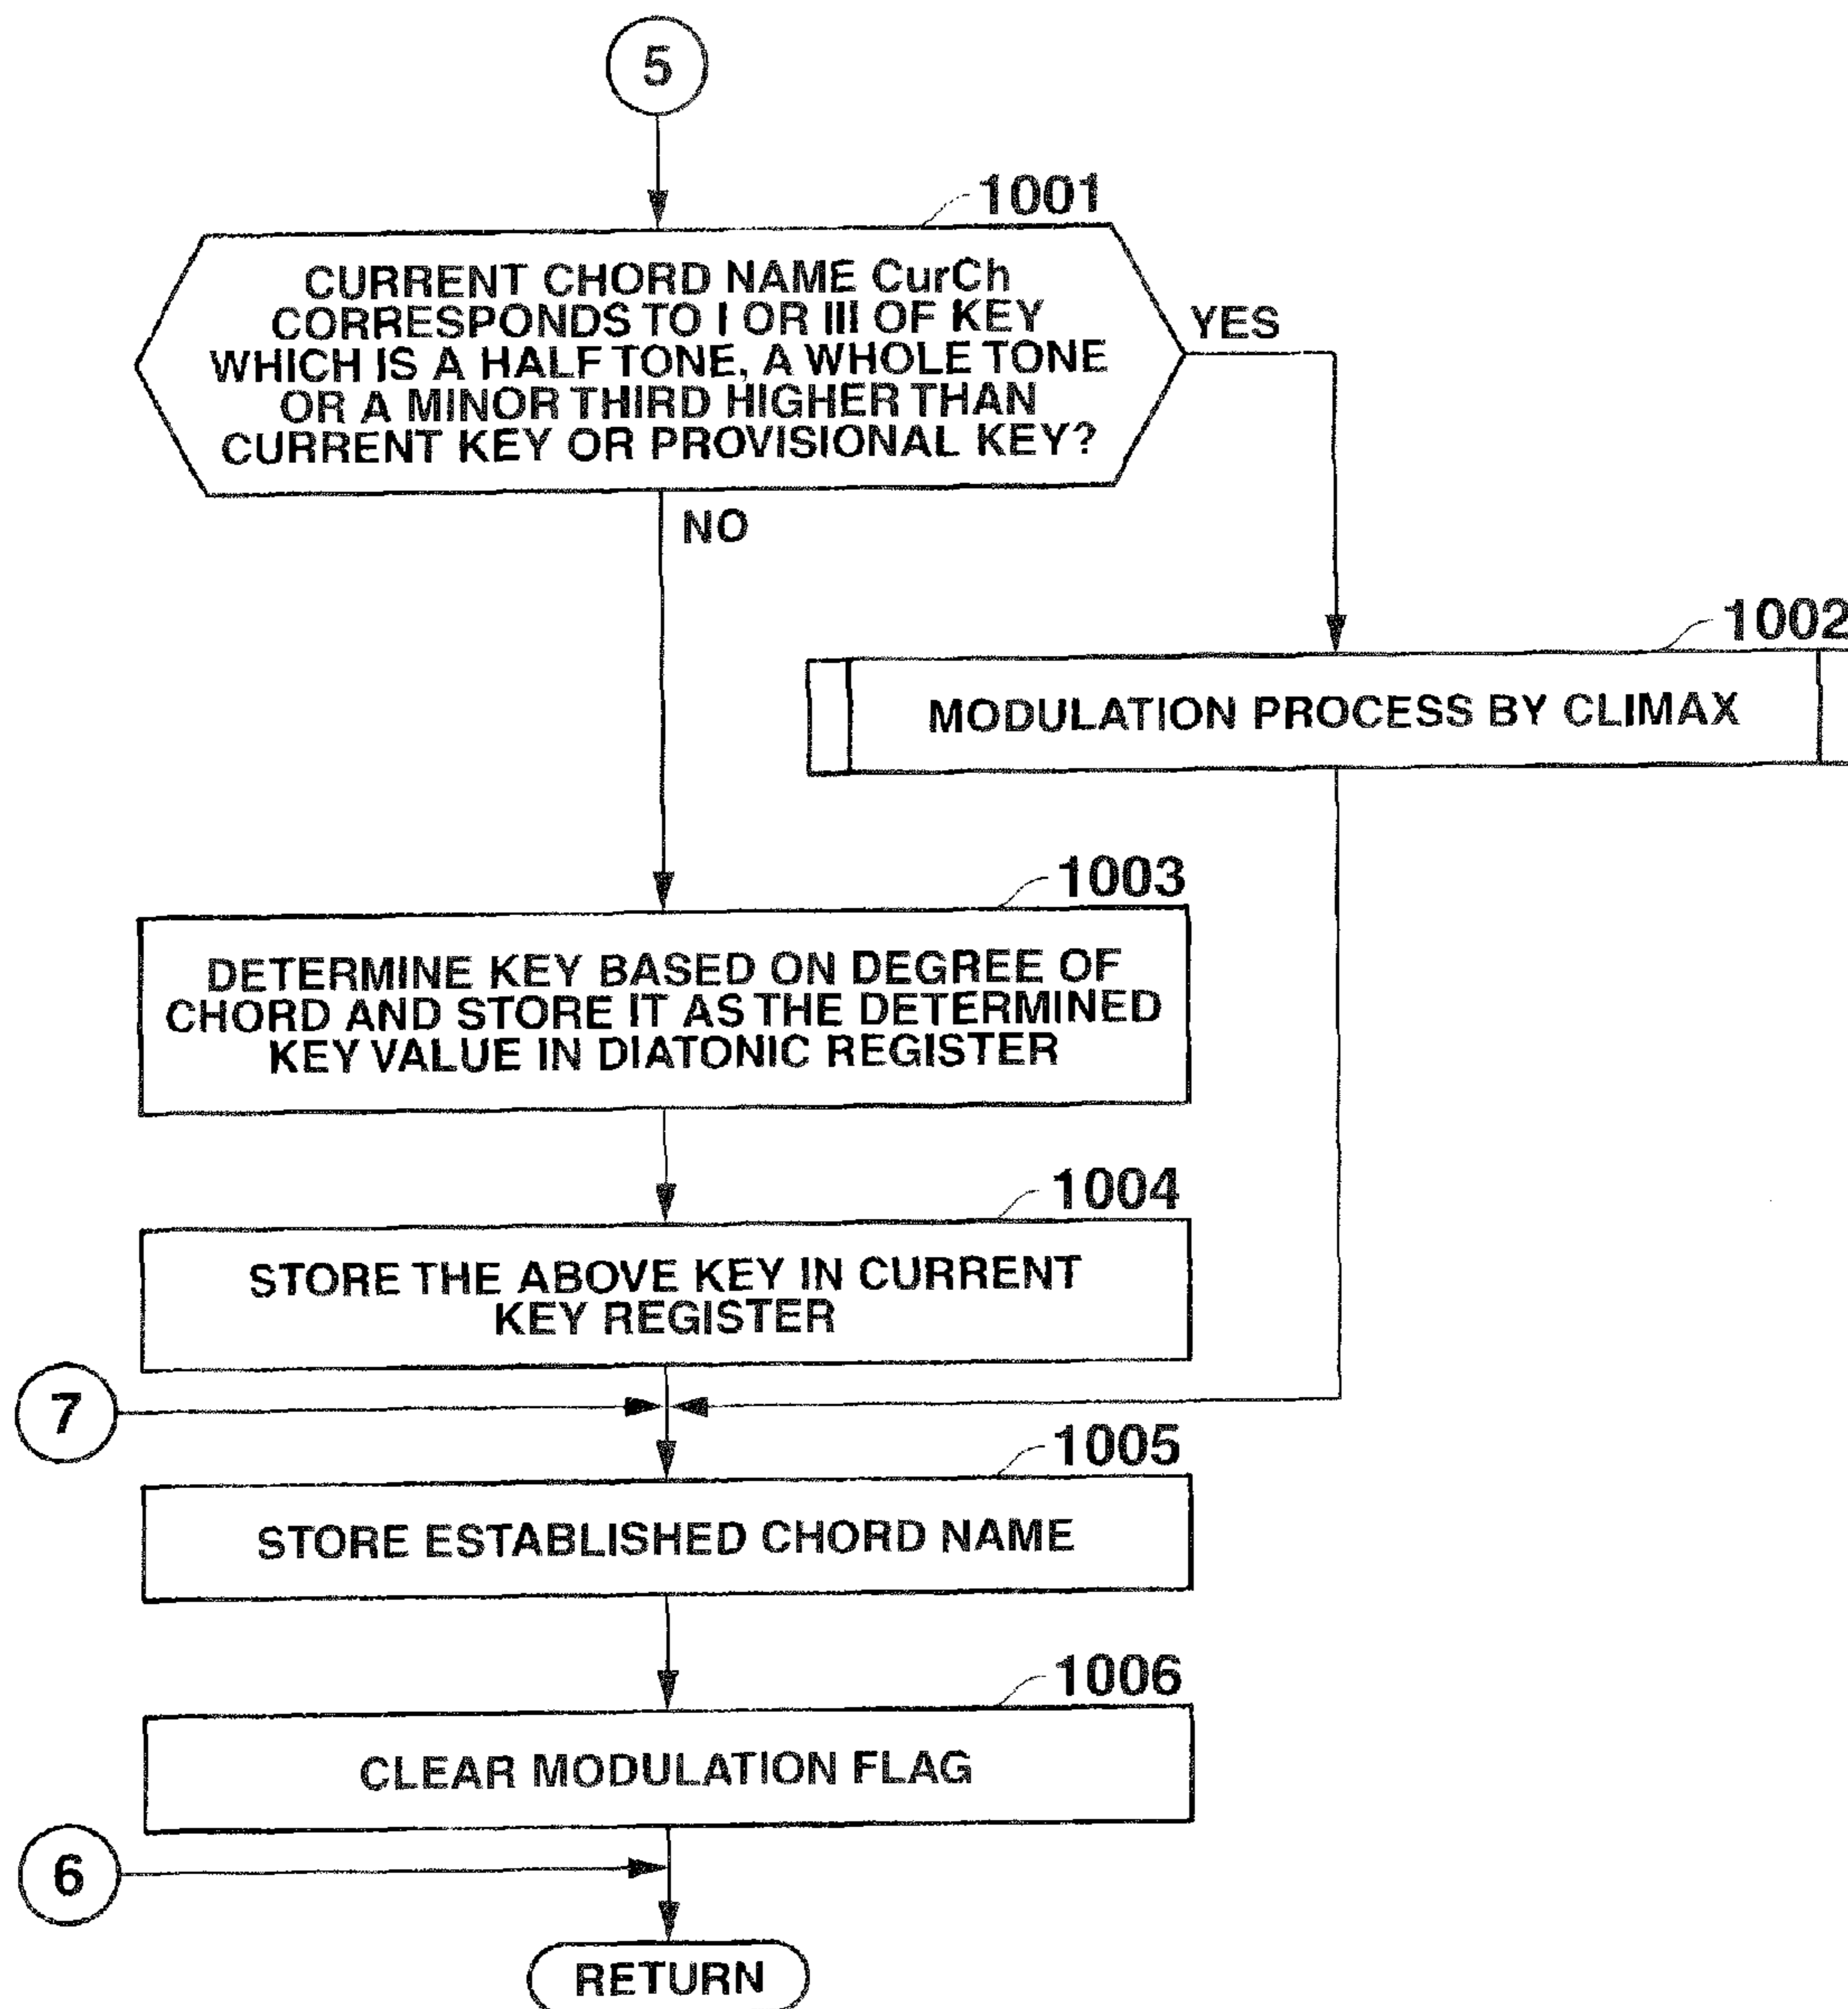 5
1001
CURRENT CHORD NAME CurCh
CORRESPONDS TO I OR III OF KEY
WHICH IS A HALF TONE, A WHOLE TONE
OR A MINOR THIRD HIGHER THAN
CURRENT KEY OR PROVISIONAL KEY?
YES
NO
1002
MODULATION PROCESS BY CLIMAX
1003
DETERMINE KEY BASED ON DEGREE OF
CHORD AND STORE IT AS THE DETERMINED
KEY VALUE IN DIATONIC REGISTER
1004
STORE THE ABOVE KEY IN CURRENT
KEY REGISTER
7
1005
STORE ESTABLISHED CHORD NAME
1006
CLEAR MODULATION FLAG
6
RETURN